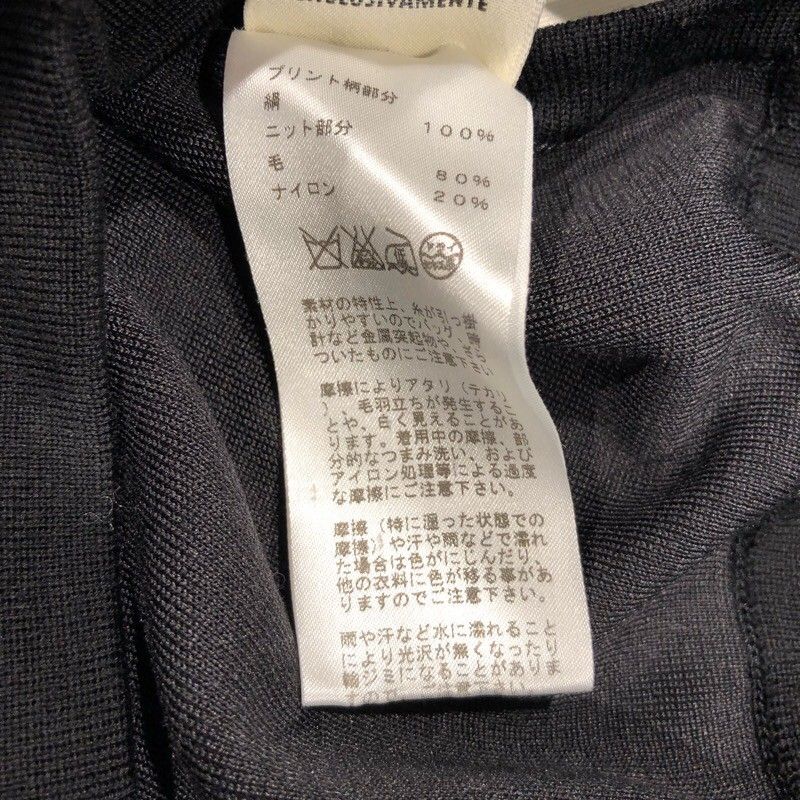 ESCLUSIVAMENTE
プリント柄部分
絹
ニット部分 100%
毛 80%
ナイロン 20%
素材の特性上、糸が引っ掛
かりやすいのでバッグ、
計など金属突起物や、
ついたものにご注意下
摩擦によりアタリ(テカリ
)、毛羽立ちが発生するこ
とや、白く見えることがあ
ります。着用中の摩擦、部
分的なつまみ洗い、および
アイロン処理等による過度
な摩擦にご注意下さい。
摩擦(特に湿った状態での
摩擦)や汗や雨などで濡れ
た場合は色がにじんだり、
他の衣料に色が移る事があ
りますのでご注意下さい。
雨や汗など水に濡れること
により光沢が無くなったり
輪ジミになることがありま
すので